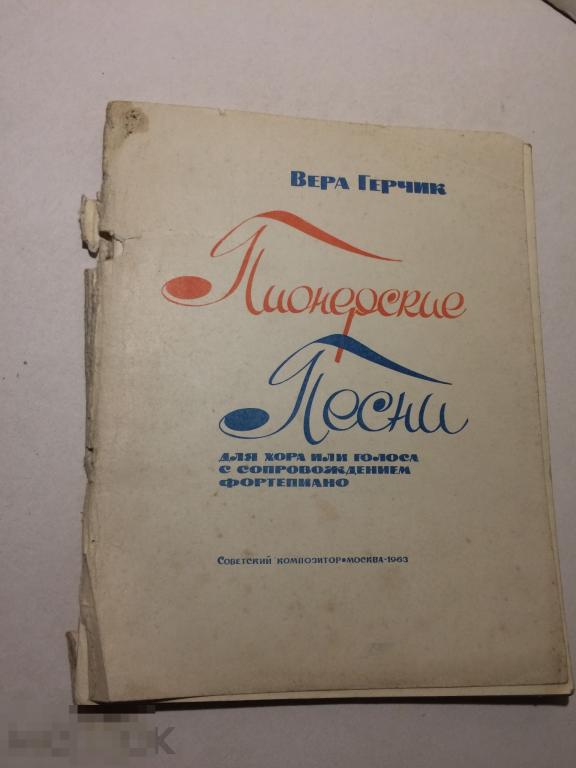 ВЕРА ГЕРЧИК
Пионерские
Песни
ДЛЯ ХОРА ИЛИ ГОЛОСА
С СОПРОВОЖДЕНИЕМ
ФОРТЕПИАНО
СОВЕТСКИЙ КОМПОЗИТОР•МОСКВА-1963